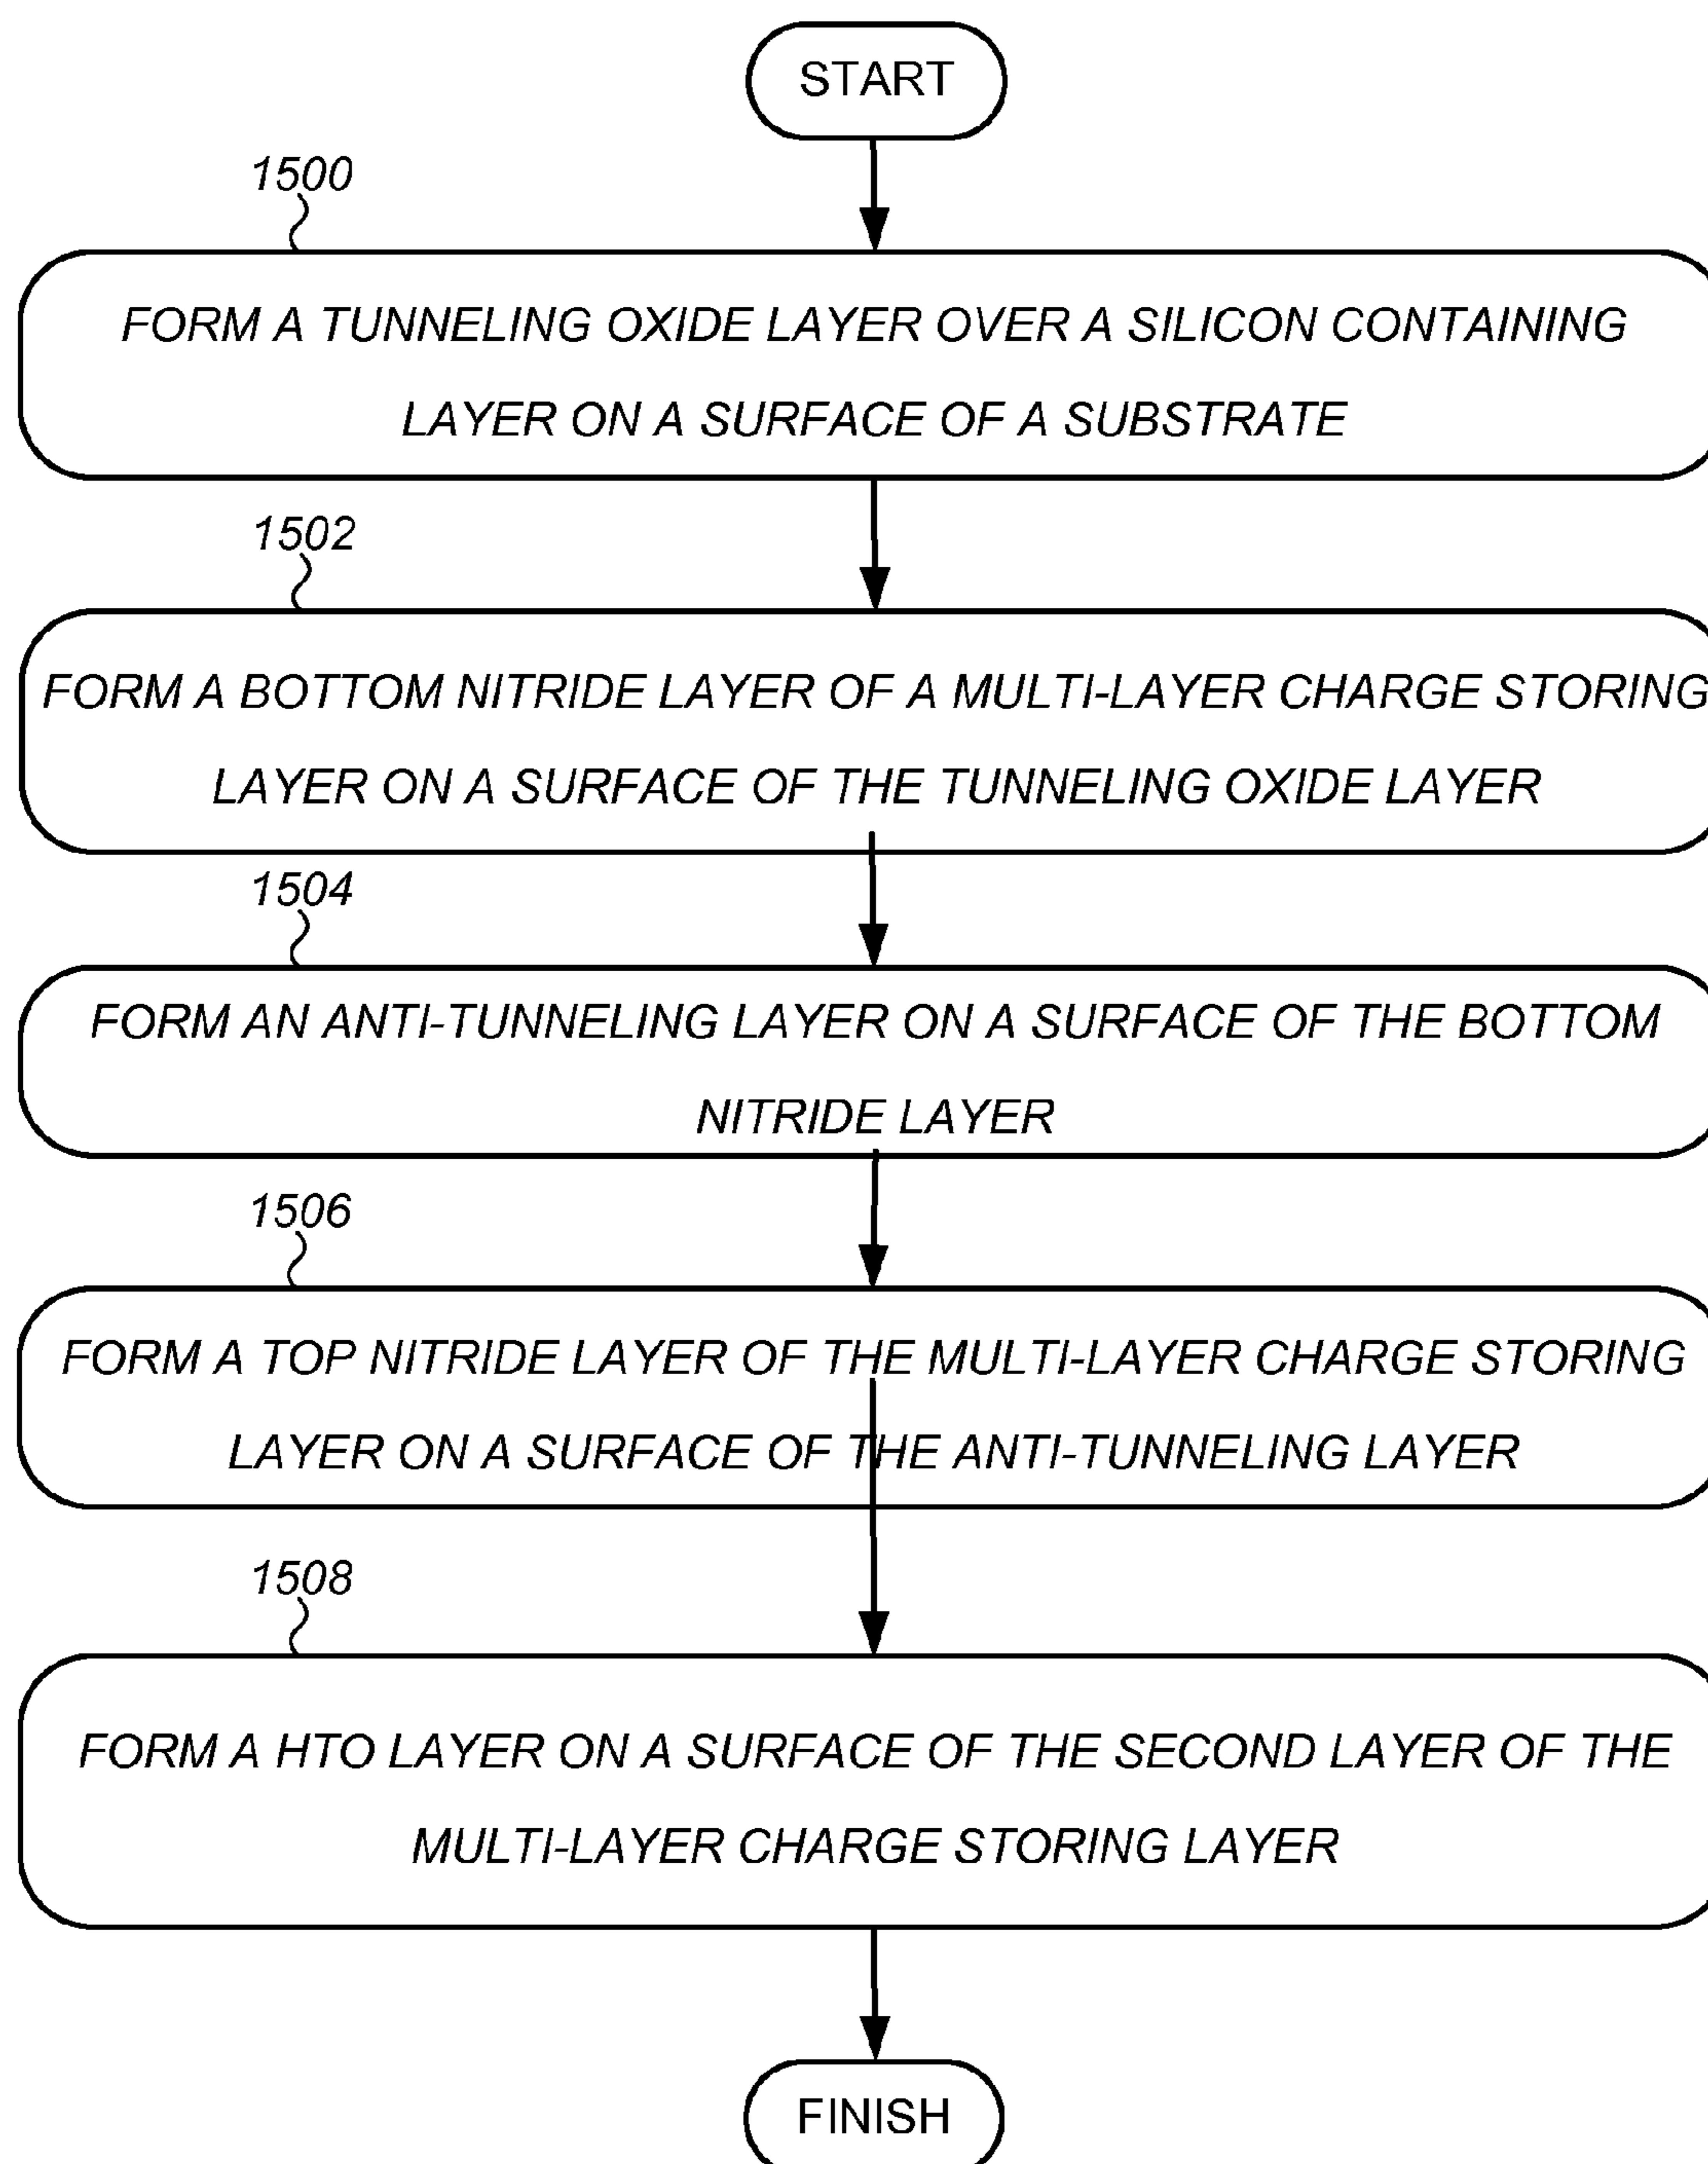 START
1500
FORM A TUNNELING OXIDE LAYER OVER A SILICON CONTAINING
LAYER ON A SURFACE OF A SUBSTRATE
1502
FORM A BOTTOM NITRIDE LAYER OF A MULTI-LAYER CHARGE STORING
LAYER ON A SURFACE OF THE TUNNELING OXIDE LAYER
1504
FORM AN ANTI-TUNNELING LAYER ON A SURFACE OF THE BOTTOM
NITRIDE LAYER
1506
FORM A TOP NITRIDE LAYER OF THE MULTI-LAYER CHARGE STORING
LAYER ON A SURFACE OF THE ANTI-TUNNELING LAYER
1508
FORM A HTO LAYER ON A SURFACE OF THE SECOND LAYER OF THE
MULTI-LAYER CHARGE STORING LAYER
FINISH